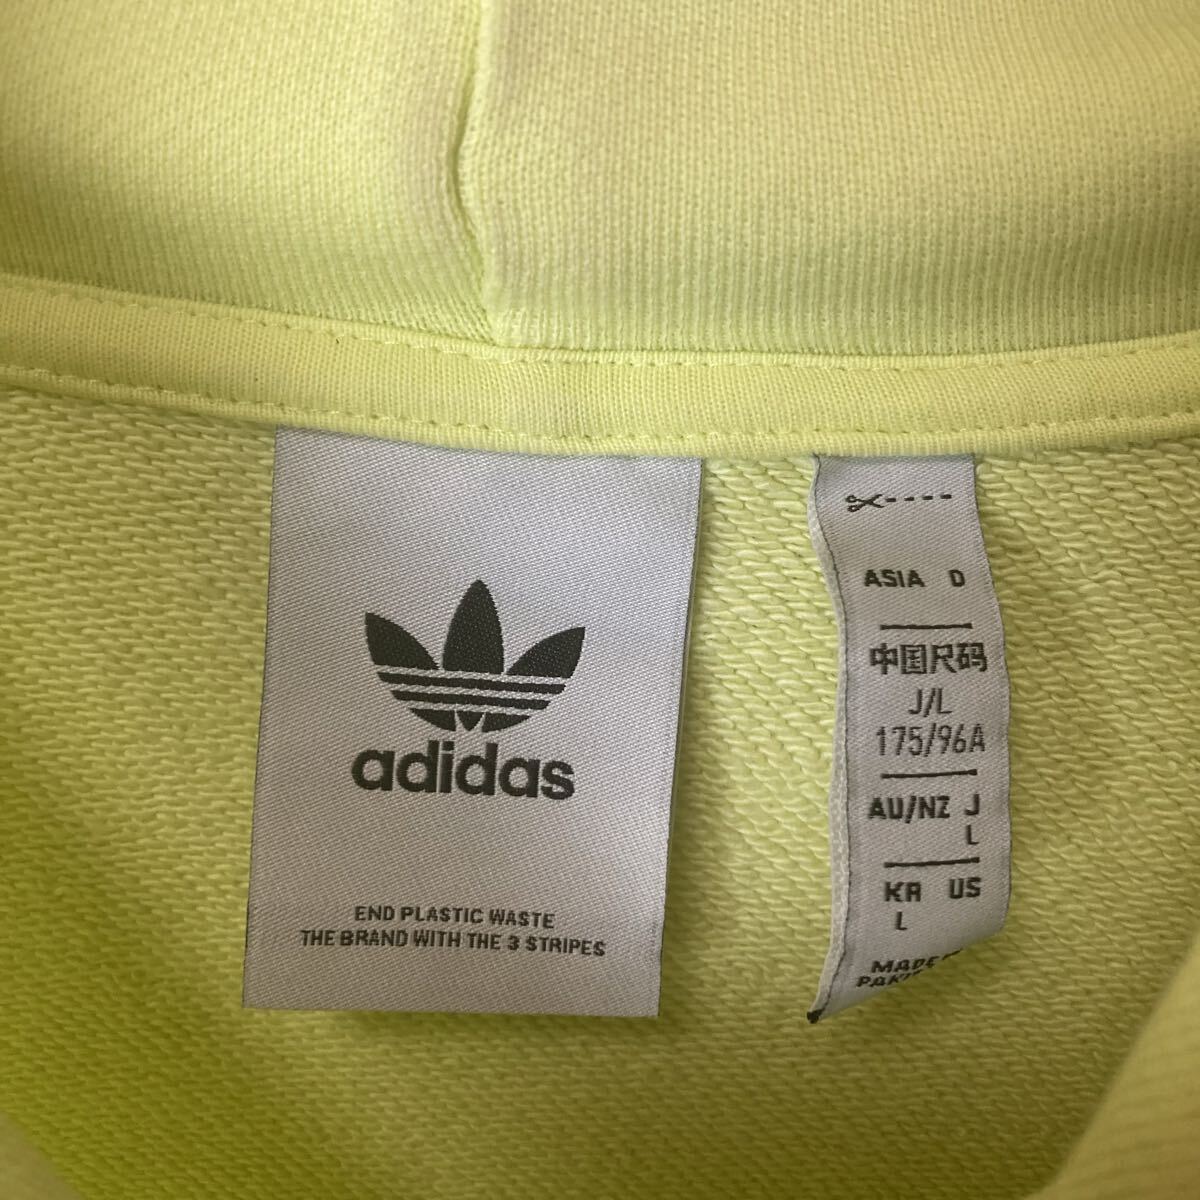 adidas
END PLASTIC WASTE
THE BRAND WITH THE 3 STRIPES
ASIA D
中国尺码
J/L
175/96A
AU/NZ J
L
KR US
L
MADE